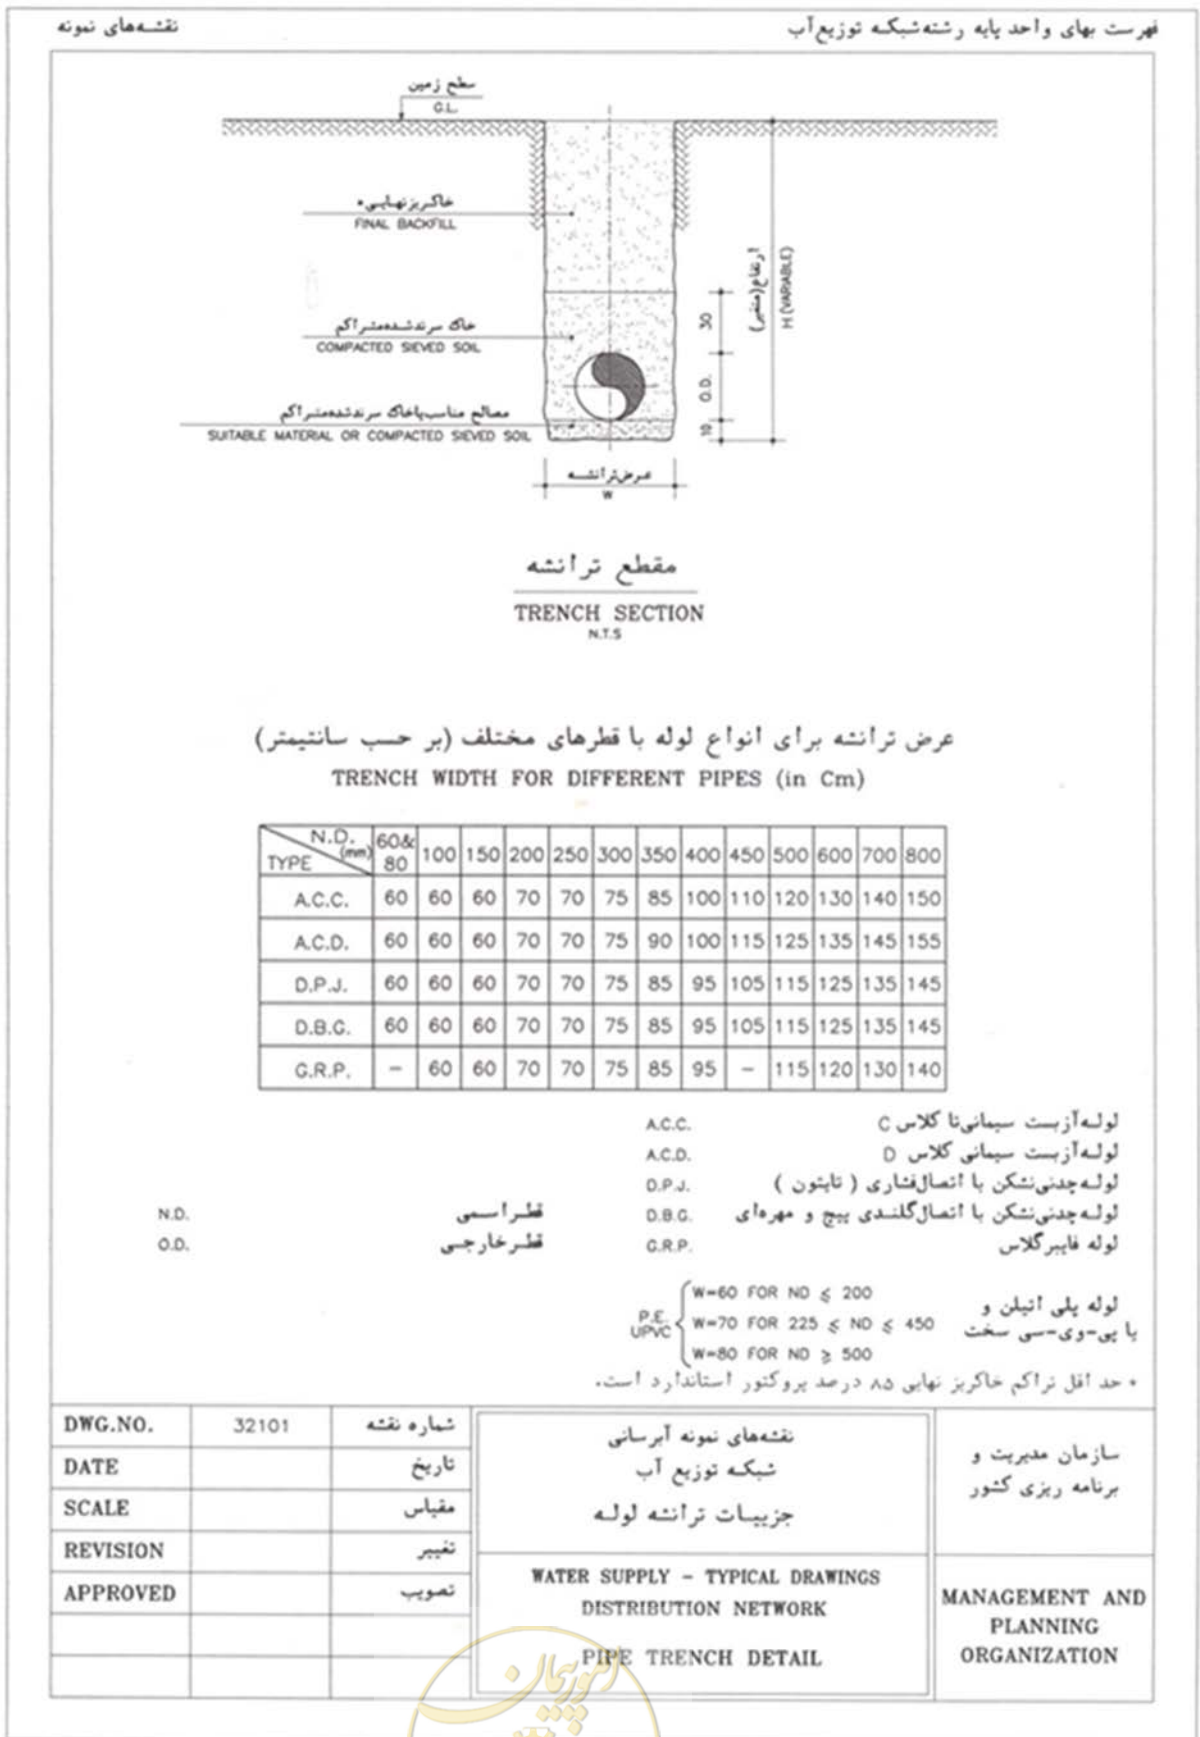 فهرست بهای واحد پایه رشته شبکه توزیع آب
نقشه‌های نمونه
سطح زمین
G.L.
خاکریز نهایی*
FINAL BACKFILL
خاک سرند شده متراکم
COMPACTED SIEVED SOIL
مصالح مناسب یا خاک سرند شده متراکم
SUITABLE MATERIAL OR COMPACTED SIEVED SOIL
30
O.D.
10
ارتفاع (متغیر)
H (VARIABLE)
عرض ترانشه
W
مقطع ترانشه
TRENCH SECTION
N.T.S
عرض ترانشه برای انواع لوله با قطرهای مختلف (بر حسب سانتیمتر)
TRENCH WIDTH FOR DIFFERENT PIPES (in Cm)
TYPE N.D. (mm) 60& 80 100 150 200 250 300 350 400 450 500 600 700 800
A.C.C. 60 60 60 70 70 75 85 100 110 120 130 140 150
A.C.D. 60 60 60 70 70 75 90 100 115 125 135 145 155
D.P.J. 60 60 60 70 70 75 85 95 105 115 125 135 145
D.B.G. 60 60 60 70 70 75 85 95 105 115 125 135 145
G.R.P. – 60 60 70 70 75 85 95 – 115 120 130 140
لوله آزبست سیمانی تا کلاس C A.C.C.
لوله آزبست سیمانی کلاس D A.C.D.
لوله چدنی نشکن با اتصال فشاری ( تایتون ) D.P.J.
لوله چدنی نشکن با اتصال گلندی پیچ و مهره‌ای D.B.G.
لوله فایبرگلاس G.R.P.
قطر اسمی N.D.
قطر خارجی O.D.
لوله پلی اتیلن و
یا پی-وی-سی سخت
P.E.
UPVC
W=60 FOR ND ≤ 200
W=70 FOR 225 ≤ ND ≤ 450
W=80 FOR ND ≥ 500
* حد اقل تراکم خاکریز نهایی ۸۵ درصد پروکتور استاندارد است.
DWG.NO. 32101 شماره نقشه
DATE تاریخ
SCALE مقیاس
REVISION تغییر
APPROVED تصویب
نقشه‌های نمونه آبرسانی
شبکه توزیع آب
جزییات ترانشه لوله
WATER SUPPLY – TYPICAL DRAWINGS
DISTRIBUTION NETWORK
PIPE TRENCH DETAIL
سازمان مدیریت و
برنامه ریزی کشور
MANAGEMENT AND
PLANNING
ORGANIZATION
امور پیمان